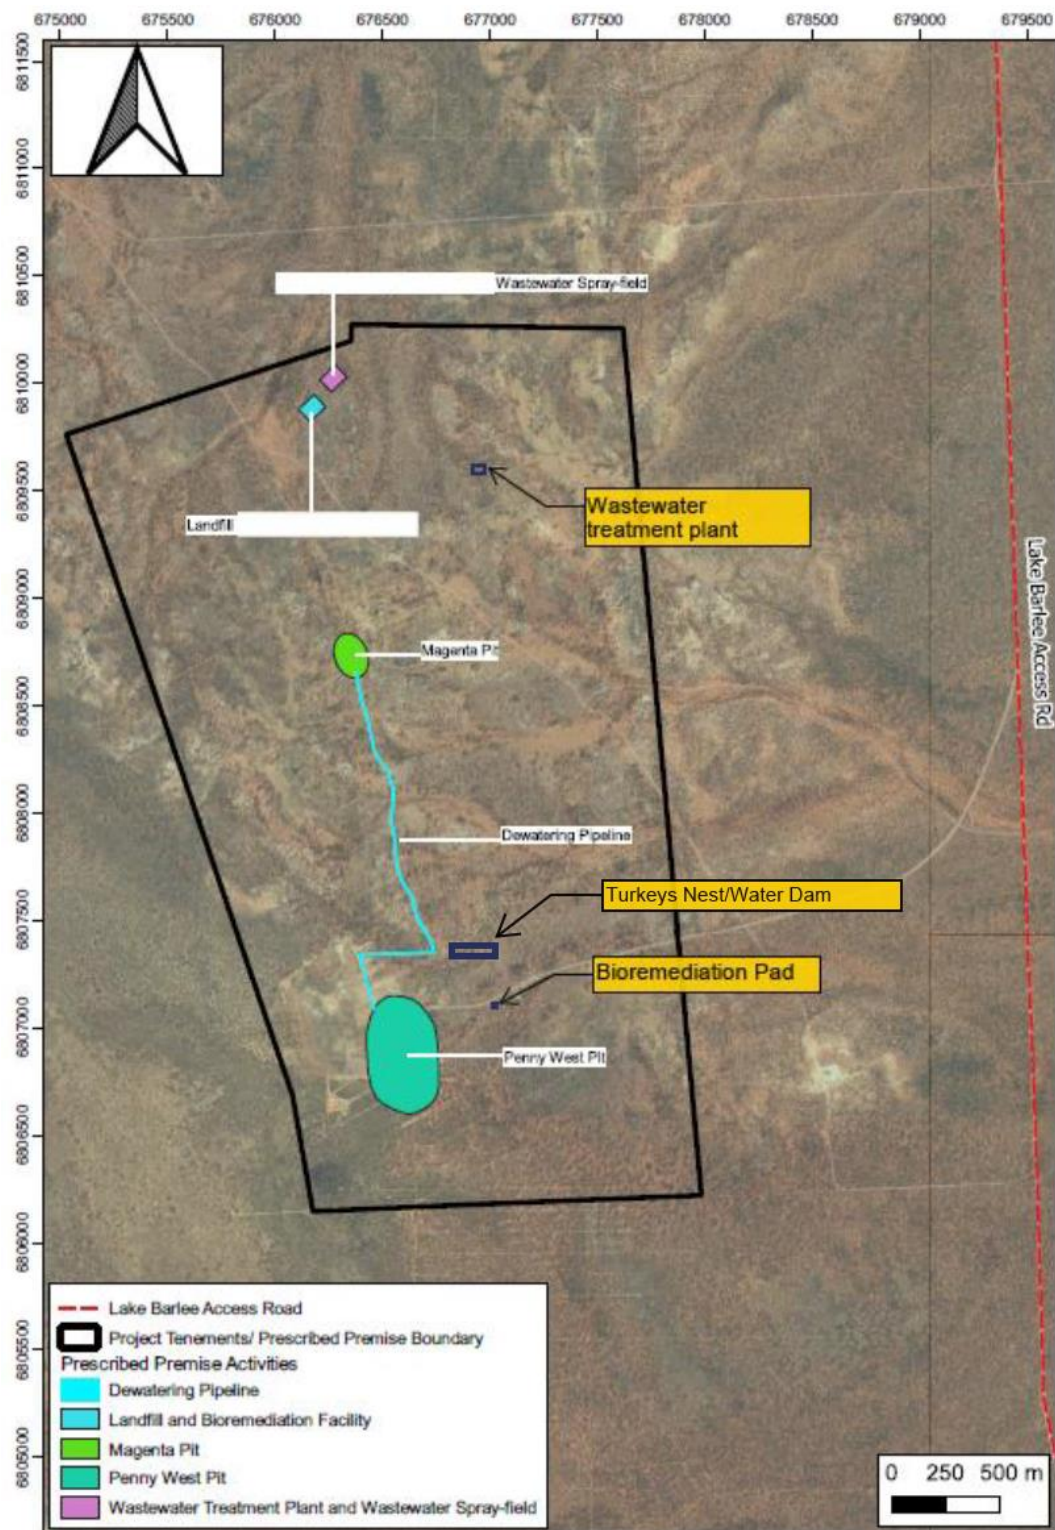 675000 675500 676000 676500 677000 677500 678000 678500 679000 679500
6811500
6811000
6810500
6810000
6809500
6809000
6808500
6808000
6807500
6807000
6806500
6806000
6805500
6805000
Wastewater Spray-field
Wastewater
treatment plant
Landfill
Lake Barlee Access Rd
Magenta Pit
Dewatering Pipeline
Turkeys Nest/Water Dam
Bioremediation Pad
Penny West Pit
Lake Barlee Access Road
Project Tenements/ Prescribed Premise Boundary
Prescribed Premise Activities
Dewatering Pipeline
Landfill and Bioremediation Facility
Magenta Pit
Penny West Pit
Wastewater Treatment Plant and Wastewater Spray-field
0 250 500 m